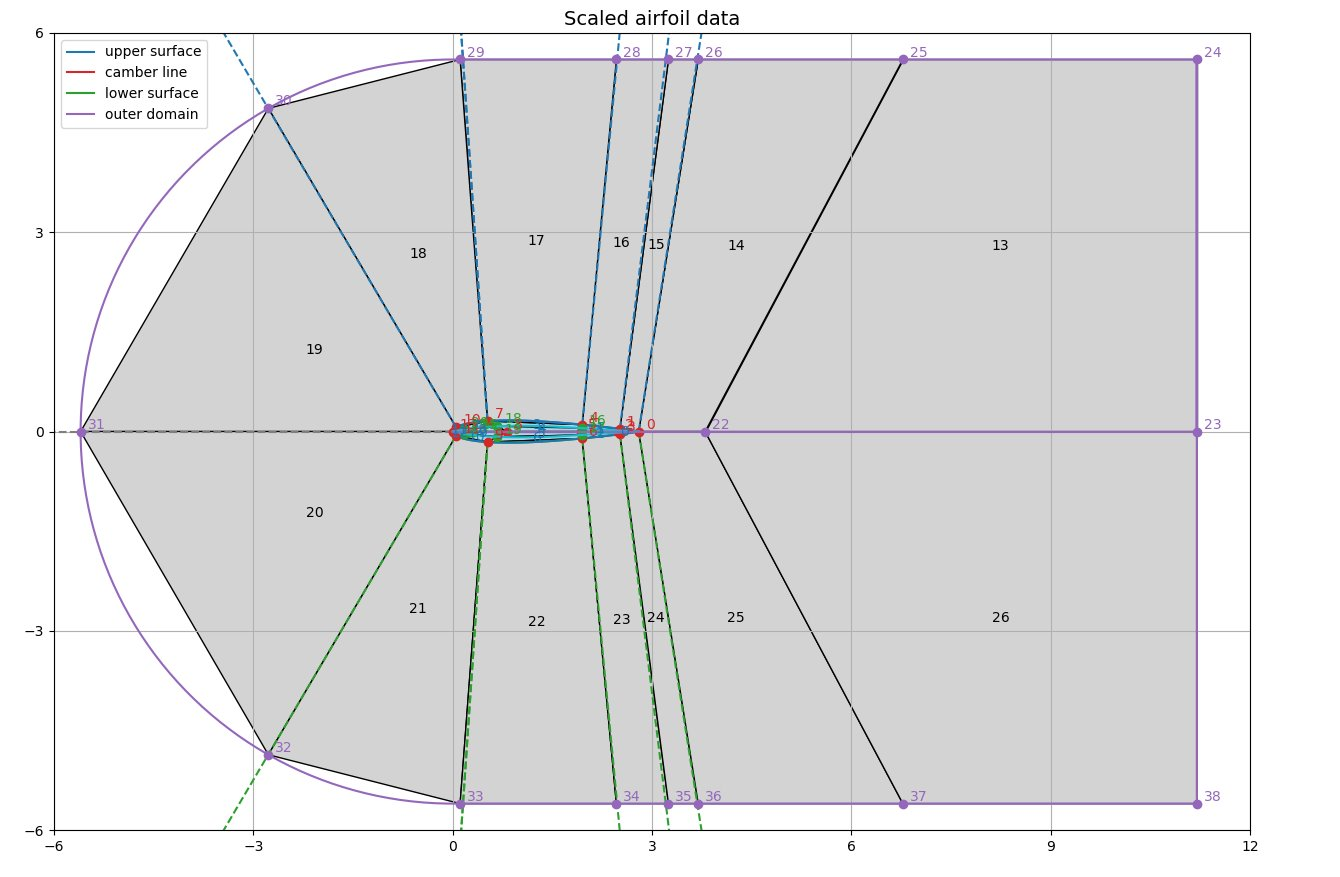 Scaled airfoil data
upper surface
camber line
lower surface
outer domain
6
3
0
−3
−6
29 28 27 26 25 24
30
17 16 15 14 13
18
19
31 7 4 0 22 23
20
21 22 23 24 25 26
32
33 34 35 36 37 38
−6 −3 0 3 6 9 12